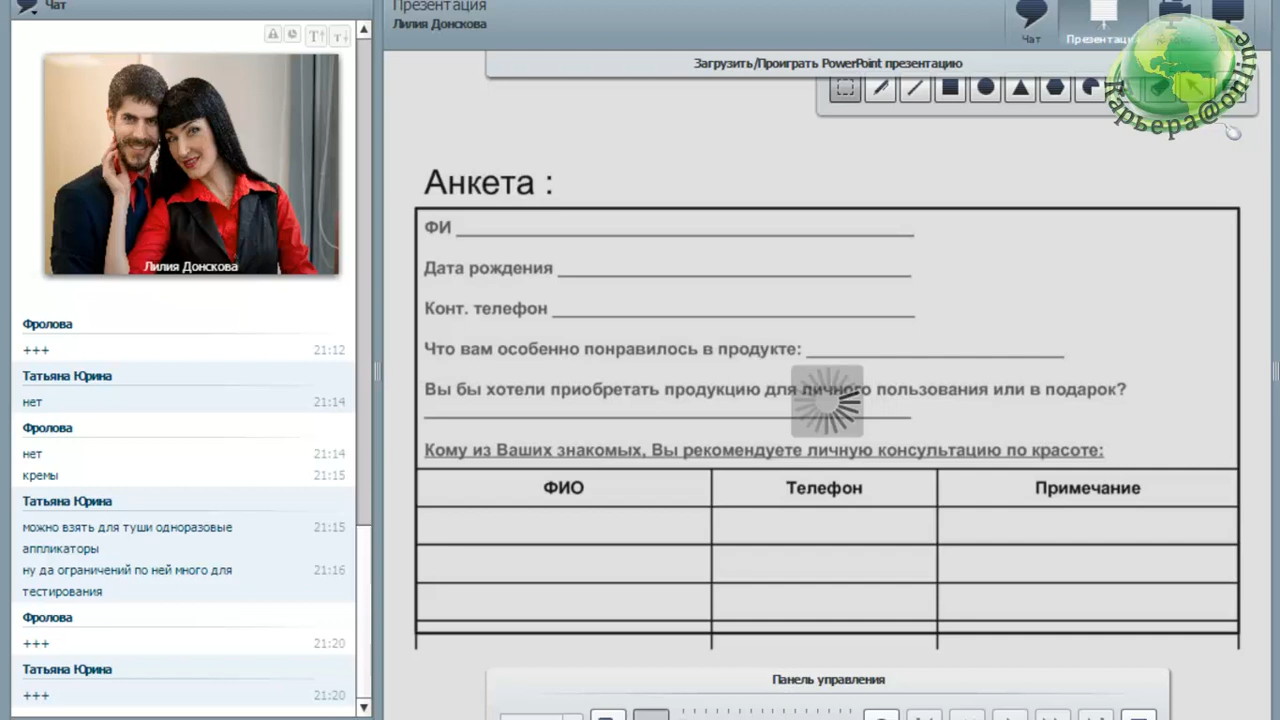 Чат
Лилия Донскова
Фролова
+++ 21:12
Татьяна Юрина
нет 21:14
Фролова
нет 21:14
кремы 21:15
Татьяна Юрина
можно взять для туши одноразовые 21:15
аппликаторы
ну да ограничений по ней много для 21:16
тестирования
Фролова
+++ 21:20
Татьяна Юрина
+++ 21:20
Презентация
Лилия Донскова
Чат
Презентаци
Карьера@online
Загрузить/Проиграть PowerPoint презентацию
Анкета :
ФИ
Дата рождения
Конт. телефон
Что вам особенно понравилось в продукте:
Вы бы хотели приобретать продукцию для личного пользования или в подарок?
Кому из Ваших знакомых, Вы рекомендуете личную консультацию по красоте:
ФИО Телефон Примечание
Панель управления